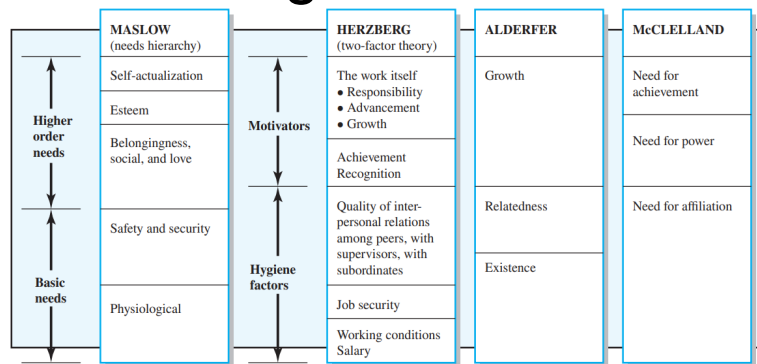 MASLOW
(needs hierarchy)
Self-actualization
Esteem
Belongingness,
social, and love
Safety and security
Physiological
Higher
order
needs
Basic
needs
HERZBERG
(two-factor theory)
The work itself
• Responsibility
• Advancement
• Growth
Achievement
Recognition
Quality of inter-
personal relations
among peers, with
supervisors, with
subordinates
Job security
Working conditions
Salary
Motivators
Hygiene
factors
ALDERFER
Growth
Relatedness
Existence
McCLELLAND
Need for
achievement
Need for power
Need for affiliation